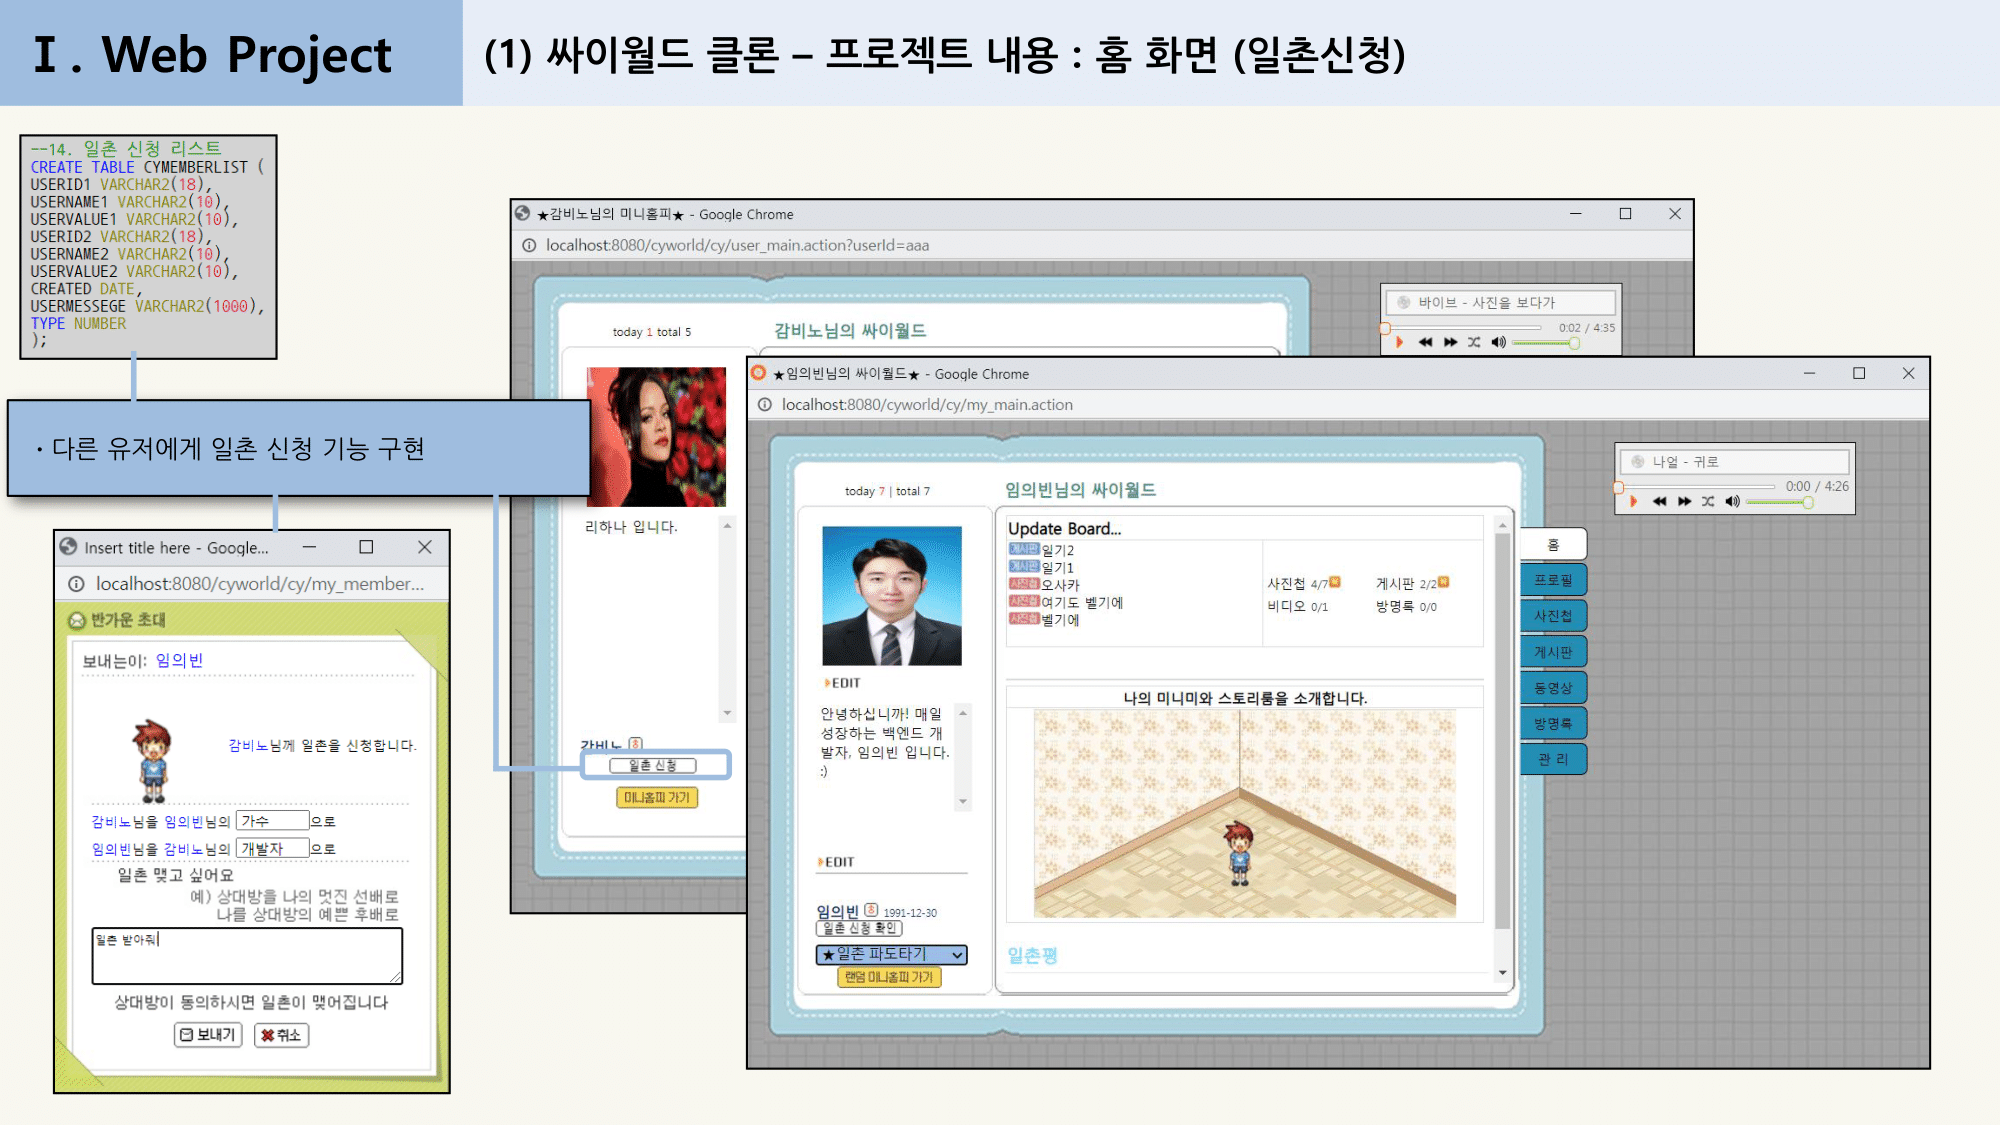 Ⅰ. Web Project
(1) 싸이월드 클론 – 프로젝트 내용 : 홈 화면 (일촌신청)
--14. 일촌 신청 리스트
CREATE TABLE CYMEMBERLIST (
USERID1 VARCHAR2(18),
USERNAME1 VARCHAR2(10),
USERVALUE1 VARCHAR2(10),
USERID2 VARCHAR2(18),
USERNAME2 VARCHAR2(10),
USERVALUE2 VARCHAR2(10),
CREATED DATE,
USERMESSEGE VARCHAR2(1000),
TYPE NUMBER
);
• 다른 유저에게 일촌 신청 기능 구현
Insert title here - Google...
localhost:8080/cyworld/cy/my_member...
반가운 초대
보내는이: 임의빈
감비노님께 일촌을 신청합니다.
감비노님을 임의빈님의 가수 으로
임의빈님을 감비노님의 개발자 으로
일촌 맺고 싶어요
예) 상대방을 나의 멋진 선배로
나를 상대방의 예쁜 후배로
일촌 받아줘
상대방이 동의하시면 일촌이 맺어집니다
보내기 취소
★감비노님의 미니홈피★ - Google Chrome
localhost:8080/cyworld/cy/user_main.action?userId=aaa
today 1 total 5
감비노님의 싸이월드
바이브 - 사진을 보다가
0:02 / 4:35
리하나 입니다.
감비노
일촌 신청
미니홈피 가기
★임의빈님의 싸이월드★ - Google Chrome
localhost:8080/cyworld/cy/my_main.action
today 7 | total 7
임의빈님의 싸이월드
나얼 - 귀로
0:00 / 4:26
EDIT
안녕하십니까! 매일
성장하는 백엔드 개
발자, 임의빈 입니다.
:)
EDIT
임의빈 1991-12-30
일촌 신청 확인
★일촌 파도타기
랜덤 미니홈피 가기
Update Board...
게시판 일기2
게시판 일기1
사진첩 오사카
사진첩 여기도 벨기에
사진첩 벨기에
사진첩 4/7 게시판 2/2
비디오 0/1 방명록 0/0
나의 미니미와 스토리룸을 소개합니다.
일촌평
홈
프로필
사진첩
게시판
동영상
방명록
관 리